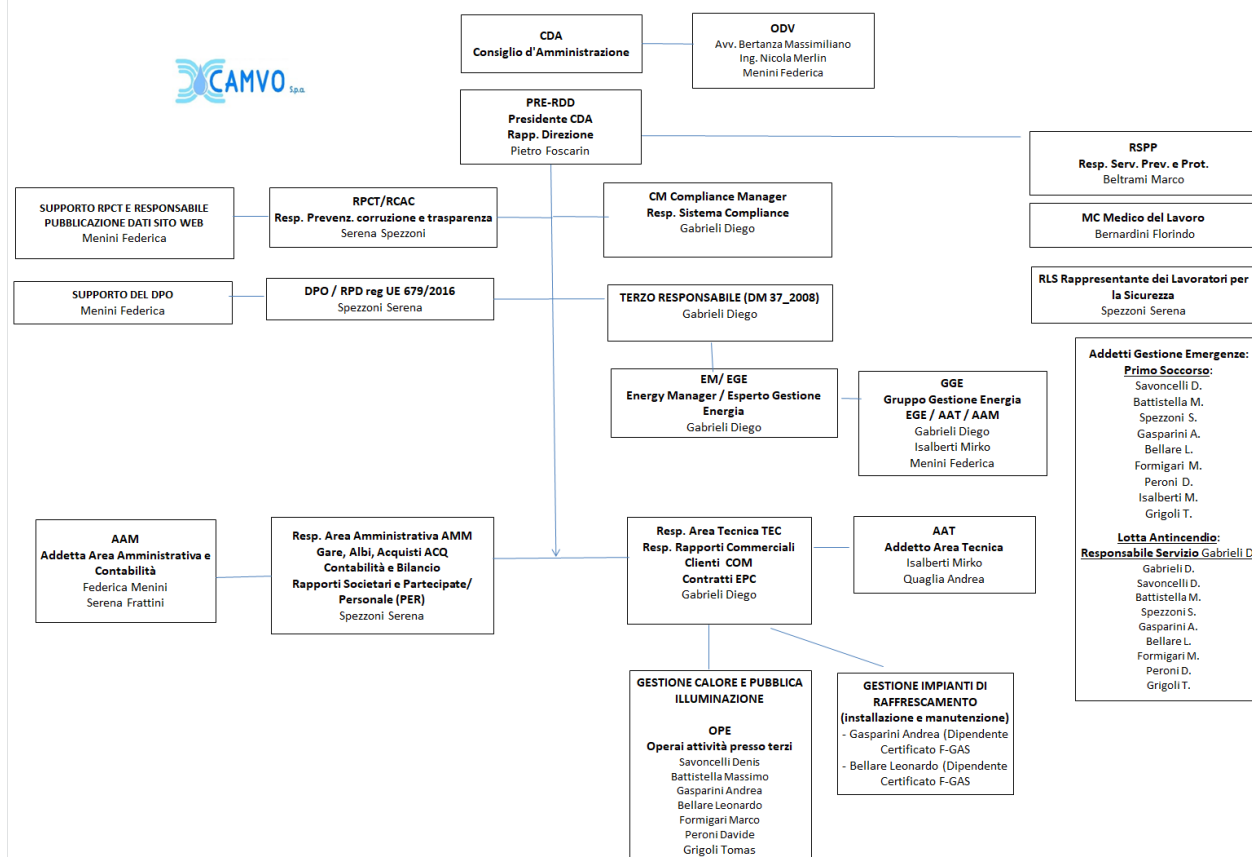 CDA
Consiglio d'Amministrazione
ODV
Avv. Bertanza Massimiliano
Ing. Nicola Merlin
Menini Federica
CAMVO S.p.a.
PRE-RDD
Presidente CDA
Rapp. Direzione
Pietro Foscarin
RSPP
Resp. Serv. Prev. e Prot.
Beltrami Marco
SUPPORTO RPCT E RESPONSABILE
PUBBLICAZIONE DATI SITO WEB
Menini Federica
RPCT/RCAC
Resp. Prevenz. corruzione e trasparenza
Serena Spezzoni
CM Compliance Manager
Resp. Sistema Compliance
Gabrieli Diego
MC Medico del Lavoro
Bernardini Florindo
SUPPORTO DEL DPO
Menini Federica
DPO / RPD reg UE 679/2016
Spezzoni Serena
TERZO RESPONSABILE (DM 37_2008)
Gabrieli Diego
RLS Rappresentante dei Lavoratori per
la Sicurezza
Spezzoni Serena
EM/ EGE
Energy Manager / Esperto Gestione
Energia
Gabrieli Diego
GGE
Gruppo Gestione Energia
EGE / AAT / AAM
Gabrieli Diego
Isalberti Mirko
Menini Federica
Addetti Gestione Emergenze:
Primo Soccorso:
Savoncelli D.
Battistella M.
Spezzoni S.
Gasparini A.
Bellare L.
Formigari M.
Peroni D.
Isalberti M.
Grigoli T.
Lotta Antincendio:
Responsabile Servizio Gabrieli D
Gabrieli D.
Savoncelli D.
Battistella M.
Spezzoni S.
Gasparini A.
Bellare L.
Formigari M.
Peroni D.
Grigoli T.
AAM
Addetta Area Amministrativa e
Contabilità
Federica Menini
Serena Frattini
Resp. Area Amministrativa AMM
Gare, Albi, Acquisti ACQ
Contabilità e Bilancio
Rapporti Societari e Partecipate/
Personale (PER)
Spezzoni Serena
Resp. Area Tecnica TEC
Resp. Rapporti Commerciali
Clienti COM
Contratti EPC
Gabrieli Diego
AAT
Addetto Area Tecnica
Isalberti Mirko
Quaglia Andrea
GESTIONE CALORE E PUBBLICA
ILLUMINAZIONE
OPE
Operai attività presso terzi
Savoncelli Denis
Battistella Massimo
Gasparini Andrea
Bellare Leonardo
Formigari Marco
Peroni Davide
Grigoli Tomas
GESTIONE IMPIANTI DI
RAFFRESCAMENTO
(installazione e manutenzione)
- Gasparini Andrea (Dipendente
Certificato F-GAS
- Bellare Leonardo (Dipendente
Certificato F-GAS